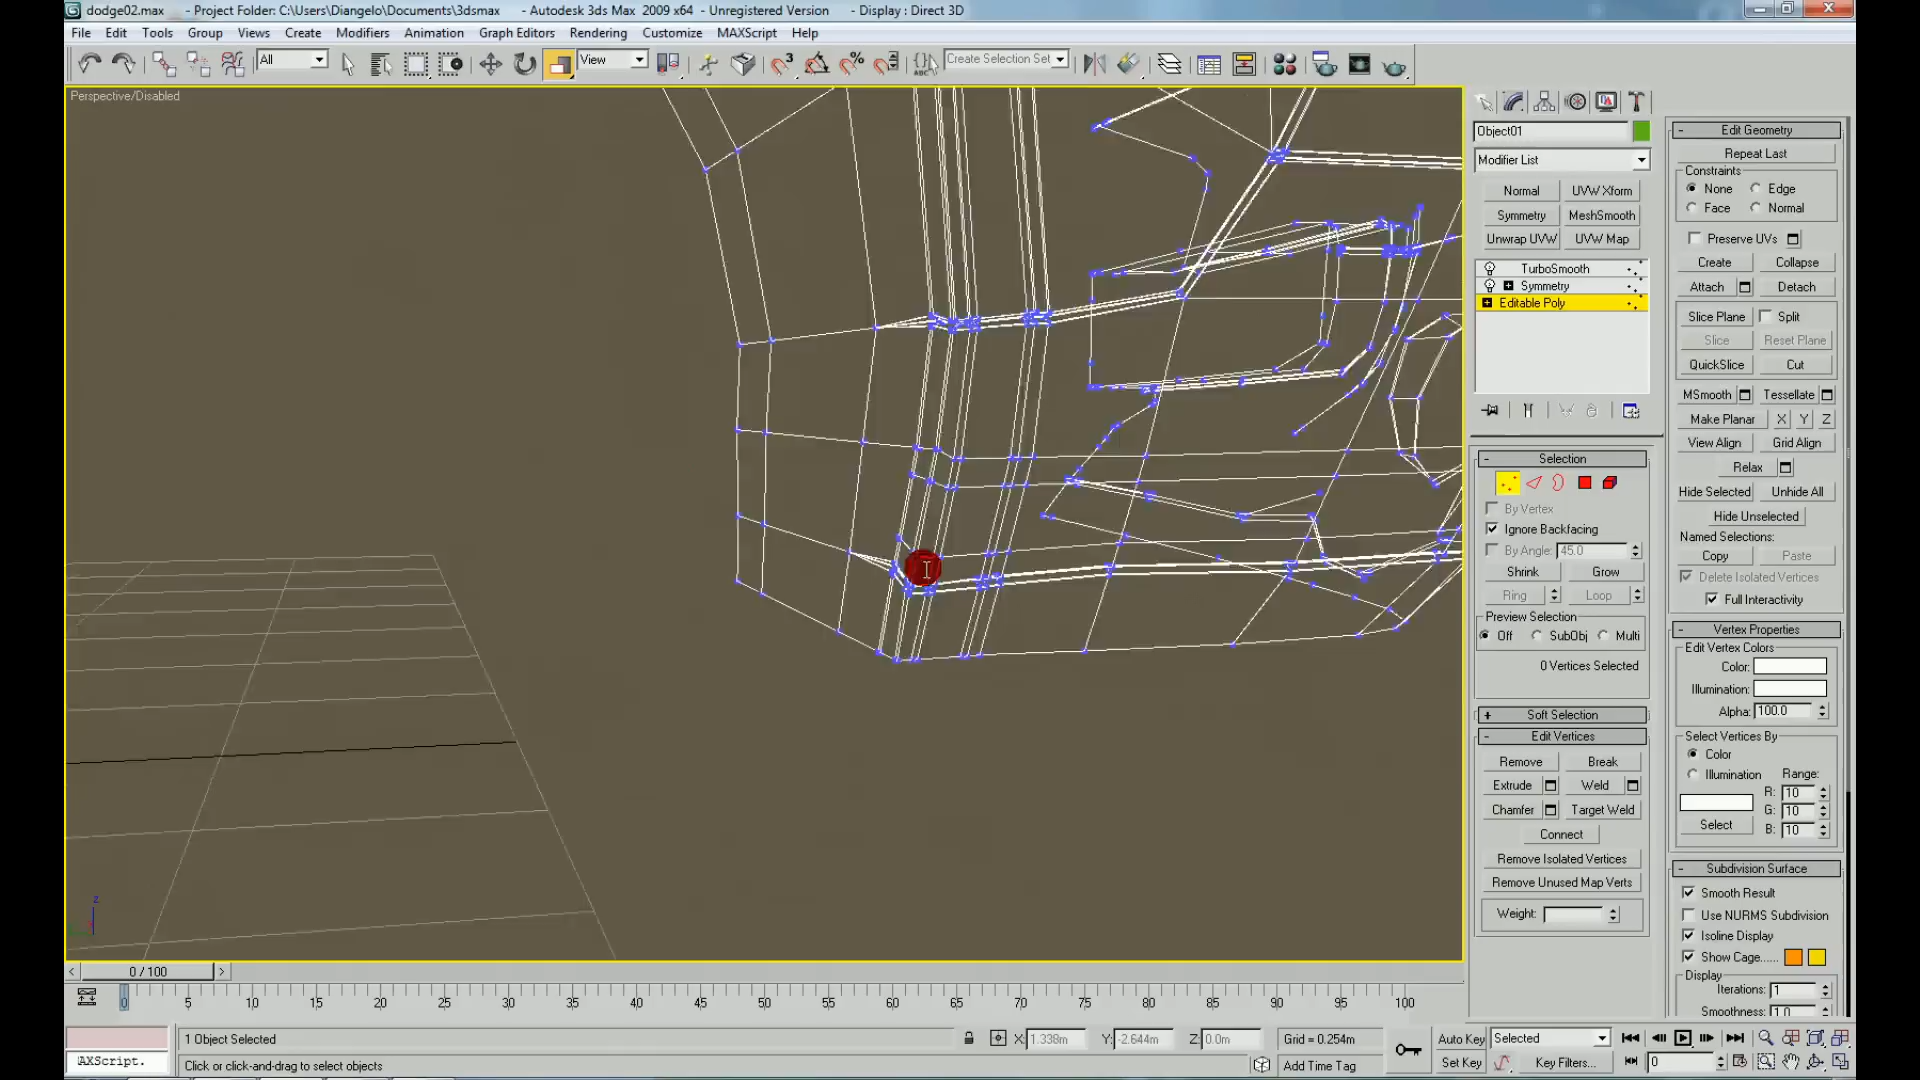 dodge02.max - Project Folder: C:\Users\Diangelo\Documents\3dsmax - Autodesk 3ds Max 2009 x64 - Unregistered Version - Display : Direct 3D
File Edit Tools Group Views Create Modifiers Animation Graph Editors Rendering Customize MAXScript Help
All View Create Selection Set
Perspective/Disabled
Object01
Modifier List
Normal UVW Xform
Symmetry MeshSmooth
Unwrap UVW UVW Map
TurboSmooth
Symmetry
Editable Poly
Selection
By Vertex
Ignore Backfacing
By Angle: 45.0
Shrink Grow
Ring Loop
Preview Selection
Off SubObj Multi
0 Vertices Selected
Soft Selection
Edit Vertices
Remove Break
Extrude Weld
Chamfer Target Weld
Connect
Remove Isolated Vertices
Remove Unused Map Verts
Weight:
Edit Geometry
Repeat Last
Constraints
None Edge
Face Normal
Preserve UVs
Create Collapse
Attach Detach
Slice Plane Split
Slice Reset Plane
QuickSlice Cut
MSmooth Tessellate
Make Planar X Y Z
View Align Grid Align
Relax
Hide Selected Unhide All
Hide Unselected
Named Selections:
Copy Paste
Delete Isolated Vertices
Full Interactivity
Vertex Properties
Edit Vertex Colors
Color:
Illumination:
Alpha: 100.0
Select Vertices By
Color
Illumination Range:
R: 10
G: 10
Select B: 10
Subdivision Surface
Smooth Result
Use NURMS Subdivision
Isoline Display
Show Cage......
Display
Iterations: 1
Smoothness: 1.0
z
< 0 / 100 >
0 5 10 15 20 25 30 35 40 45 50 55 60 65 70 75 80 85 90 95 100
1 Object Selected X: 1.338m Y: -2.644m Z: 0.0m Grid = 0.254m Auto Key Selected
AXScript. Click or click-and-drag to select objects Add Time Tag Set Key Key Filters... 0